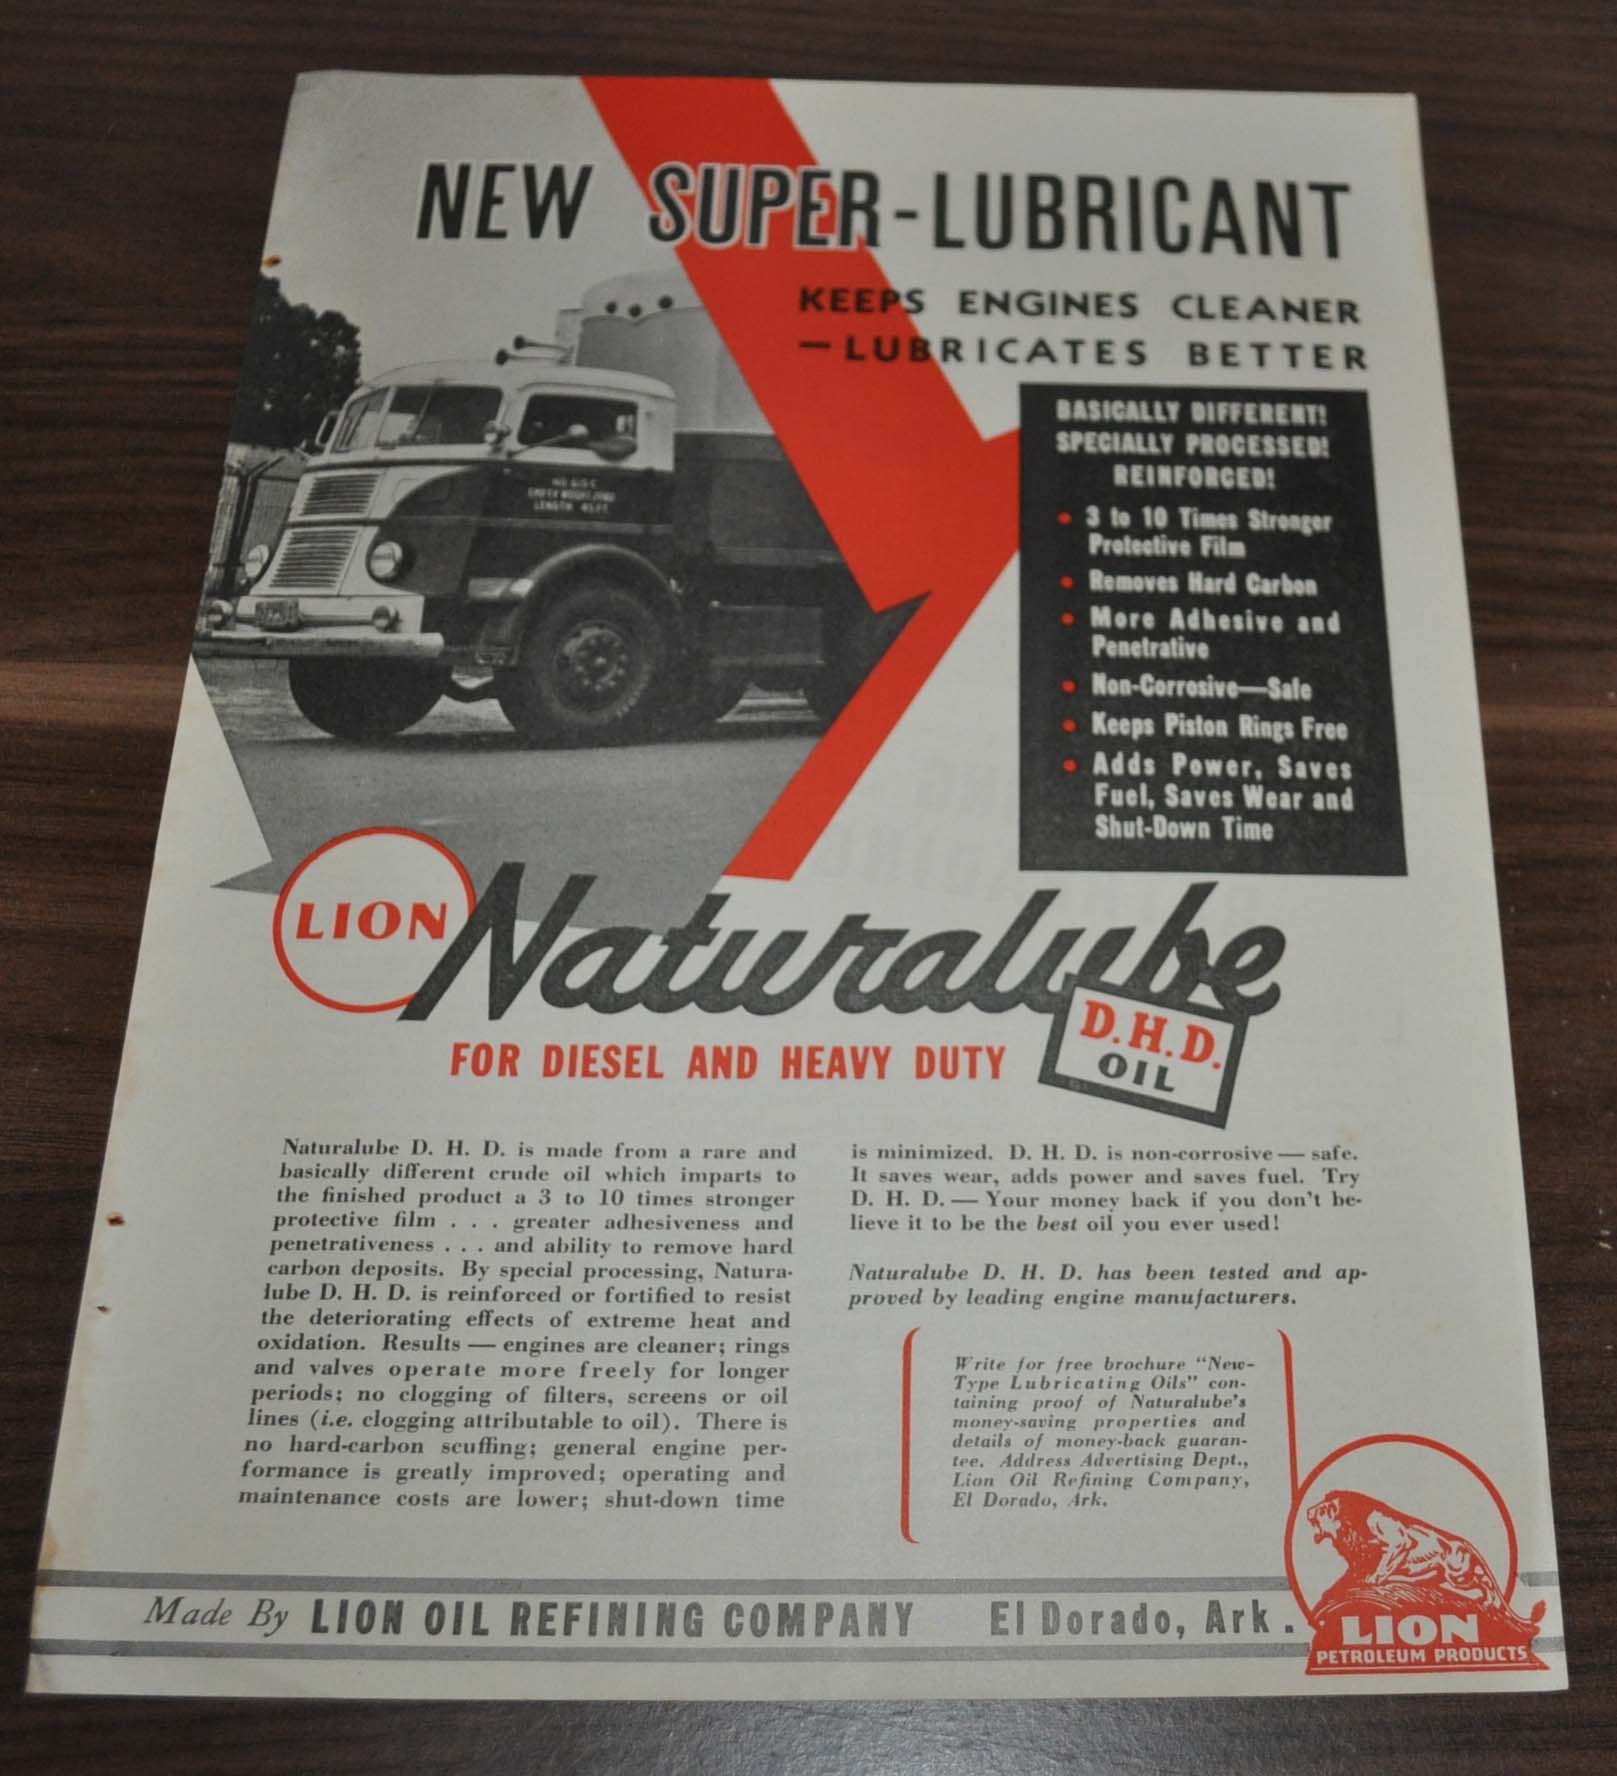 NEW SUPER-LUBRICANT
KEEPS ENGINES CLEANER
—LUBRICATES BETTER
BASICALLY DIFFERENT!
SPECIALLY PROCESSED!
REINFORCED!
• 3 to 10 Times Stronger
Protective Film
• Removes Hard Carbon
• More Adhesive and
Penetrative
• Non-Corrosive—Safe
• Keeps Piston Rings Free
• Adds Power, Saves
Fuel, Saves Wear and
Shut-Down Time
LENGTH
LION Naturalube
D.H.D.
OIL
FOR DIESEL AND HEAVY DUTY
Naturalube D. H. D. is made from a rare and
basically different crude oil which imparts to
the finished product a 3 to 10 times stronger
protective film . . . greater adhesiveness and
penetrativeness . . . and ability to remove hard
carbon deposits. By special processing, Natura-
lube D. H. D. is reinforced or fortified to resist
the deteriorating effects of extreme heat and
oxidation. Results — engines are cleaner; rings
and valves operate more freely for longer
periods; no clogging of filters, screens or oil
lines (i.e. clogging attributable to oil). There is
no hard-carbon scuffing; general engine per-
formance is greatly improved; operating and
maintenance costs are lower; shut-down time
is minimized. D. H. D. is non-corrosive — safe.
It saves wear, adds power and saves fuel. Try
D. H. D. — Your money back if you don't be-
lieve it to be the best oil you ever used!
Naturalube D. H. D. has been tested and ap-
proved by leading engine manufacturers.
Write for free brochure "New-
Type Lubricating Oils" con-
taining proof of Naturalube's
money-saving properties and
details of money-back guaran-
tee. Address Advertising Dept.,
Lion Oil Refining Company,
El Dorado, Ark.
Made By LION OIL REFINING COMPANY El Dorado, Ark.
LION
PETROLEUM PRODUCTS